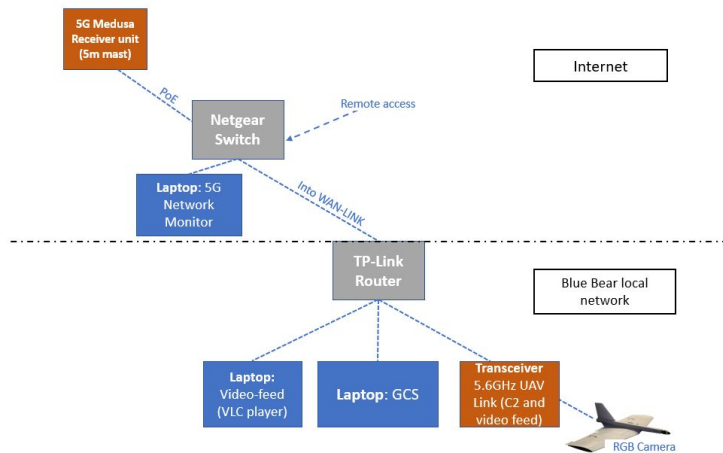 5G Medusa
Receiver unit
(5m mast)
Internet
PoE
Remote access
Netgear
Switch
Laptop: 5G
Network
Monitor
Into WAN-LINK
TP-Link
Router
Blue Bear local
network
Laptop:
Video-feed
(VLC player)
Laptop: GCS
Transceiver
5.6GHz UAV
Link (C2 and
video feed)
RGB Camera